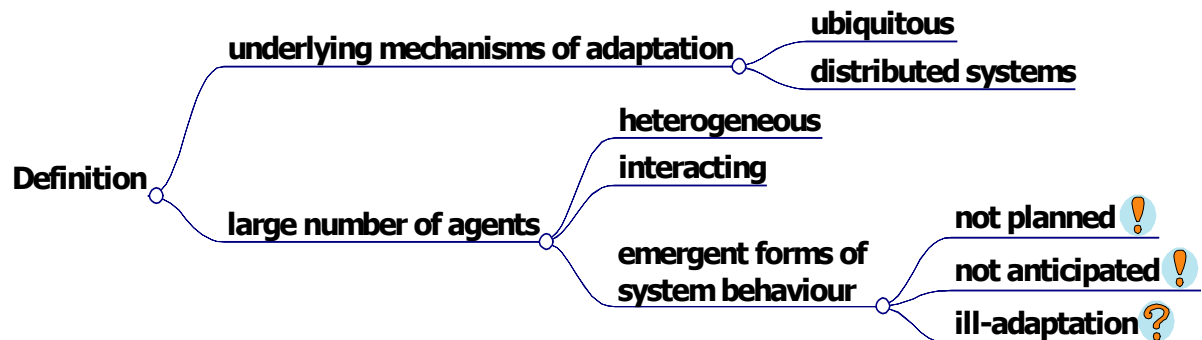 ubiquitous
underlying mechanisms of adaptation
distributed systems
heterogeneous
interacting
Definition
large number of agents
not planned
emergent forms of
system behaviour
not anticipated
ill-adaptation